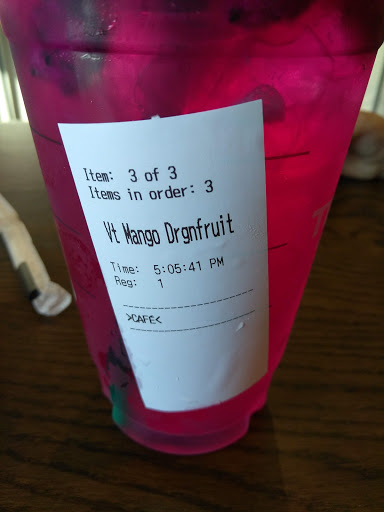 Item: 3 of 3
Items in order: 3
Vt Mango Drgnfruit
Time: 5:05:41 PM
Reg: 1
>CAFE<